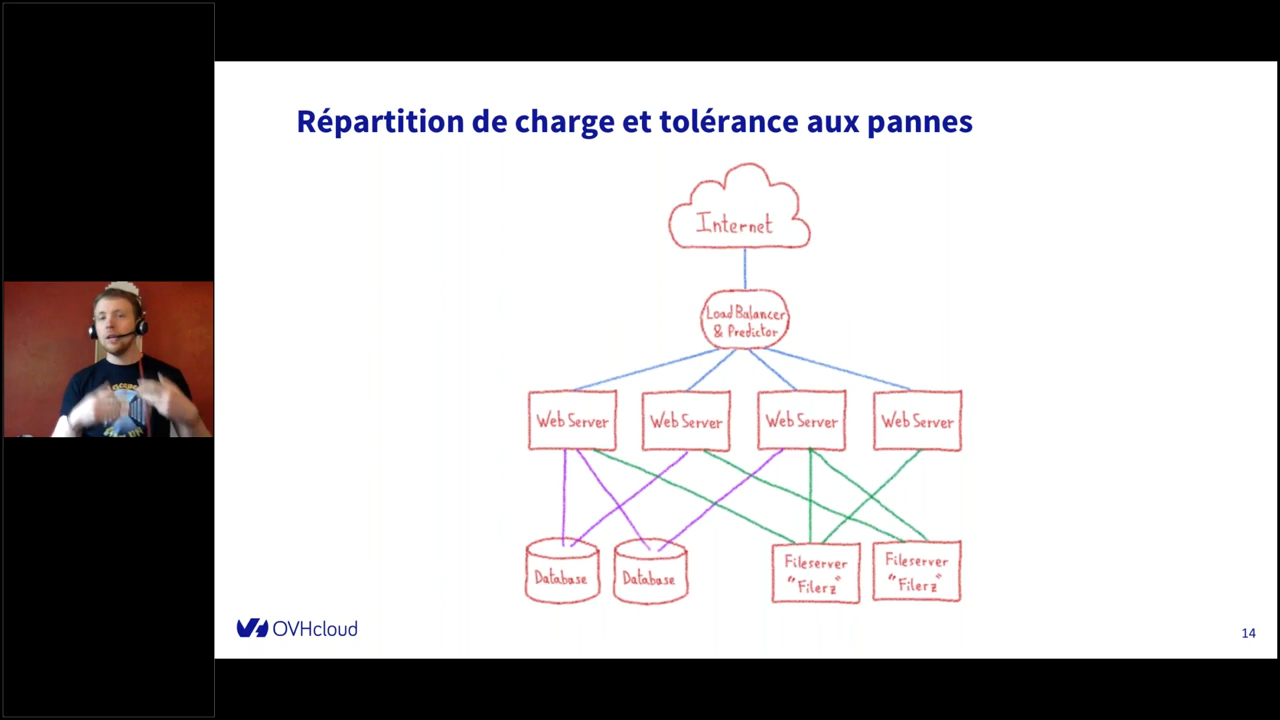 Répartition de charge et tolérance aux pannes
Internet
Load Balancer
& Predictor
Web Server
Web Server
Web Server
Web Server
Database
Database
Fileserver
"Filerz"
Fileserver
"Filerz"
OVHcloud
14